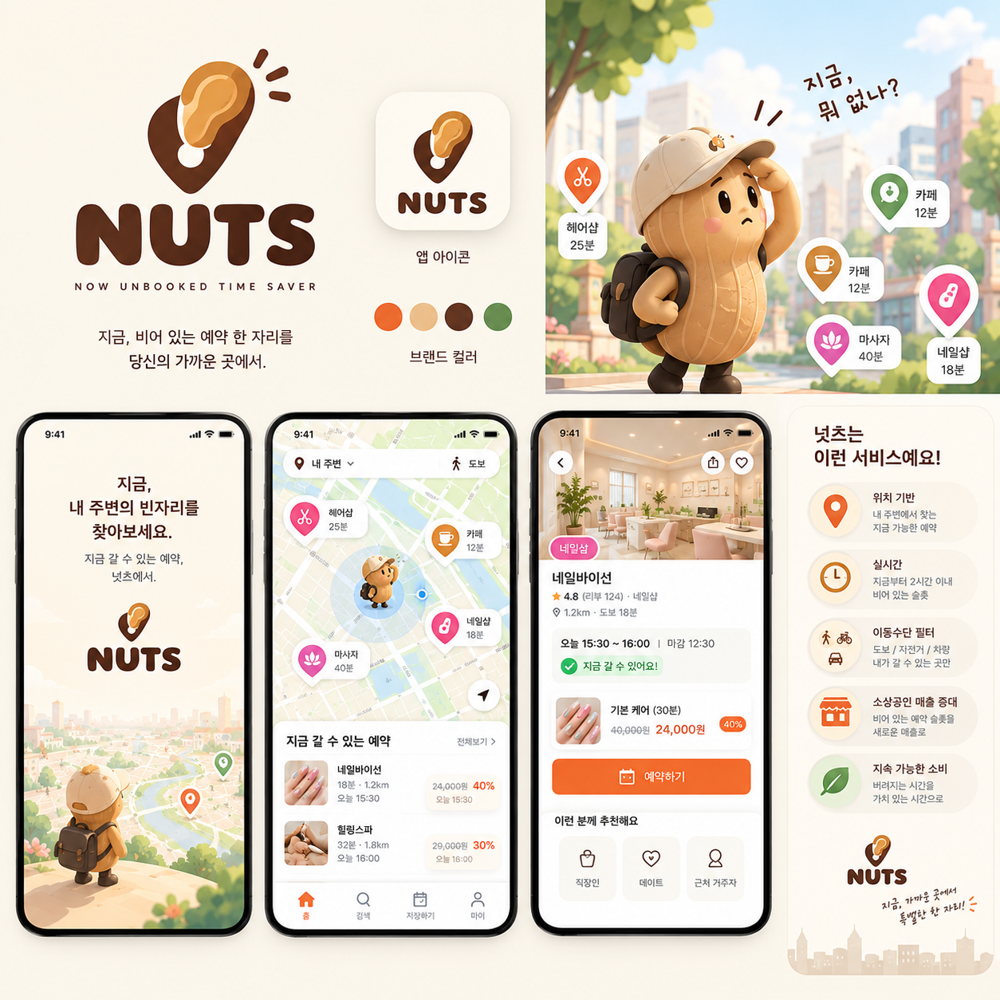 NUTS
NOW UNBOOKED TIME SAVER
지금, 비어 있는 예약 한 자리를
당신의 가까운 곳에서.
NUTS
앱 아이콘
브랜드 컬러
지금,
뭐 없나?
헤어샵
25분
카페
12분
카페
12분
마사자
40분
네일샵
18분
9:41
지금,
내 주변의 빈자리를
찾아보세요.
지금 갈 수 있는 예약,
넛츠에서.
NUTS
9:41
내 주변
도보
헤어샵
25분
카페
12분
네일샵
18분
마사자
40분
지금 갈 수 있는 예약
전체보기
네일바이선
18분 · 1.2km
오늘 15:30
24,000원 40%
오늘 15:30
힐링스파
32분 · 1.8km
오늘 16:00
29,000원 30%
오늘 16:00
홈
검색
마이
9:41
네일샵
네일바이선
4.8 (리부 124) · 네일샵
1.2km · 도보 18분
오늘 15:30 ~ 16:00 | 마감 12:30
지금 갈 수 있어요!
기본 케어 (30분)
40,000원 24,000원
40%
예약하기
이런 분께 추천해요
직장인
데이트
근처 거주자
넛츠는
이런 서비스예요!
위치 기반
내 주변에서 찾는
지금 가능한 예약
실시간
지금부터 2시간 이내
비어 있는 슬롯
이동수단 필터
도보 / 자전거 / 차량
내가 갈 수 있는 곳만
소상공인 매출 증대
비어 있는 예약 슬롯을
새로운 매출로
지속 가능한 소비
버려지는 시간을
가치 있는 시간으로
NUTS
지금, 가까운 곳에서
특별한 한 자리!